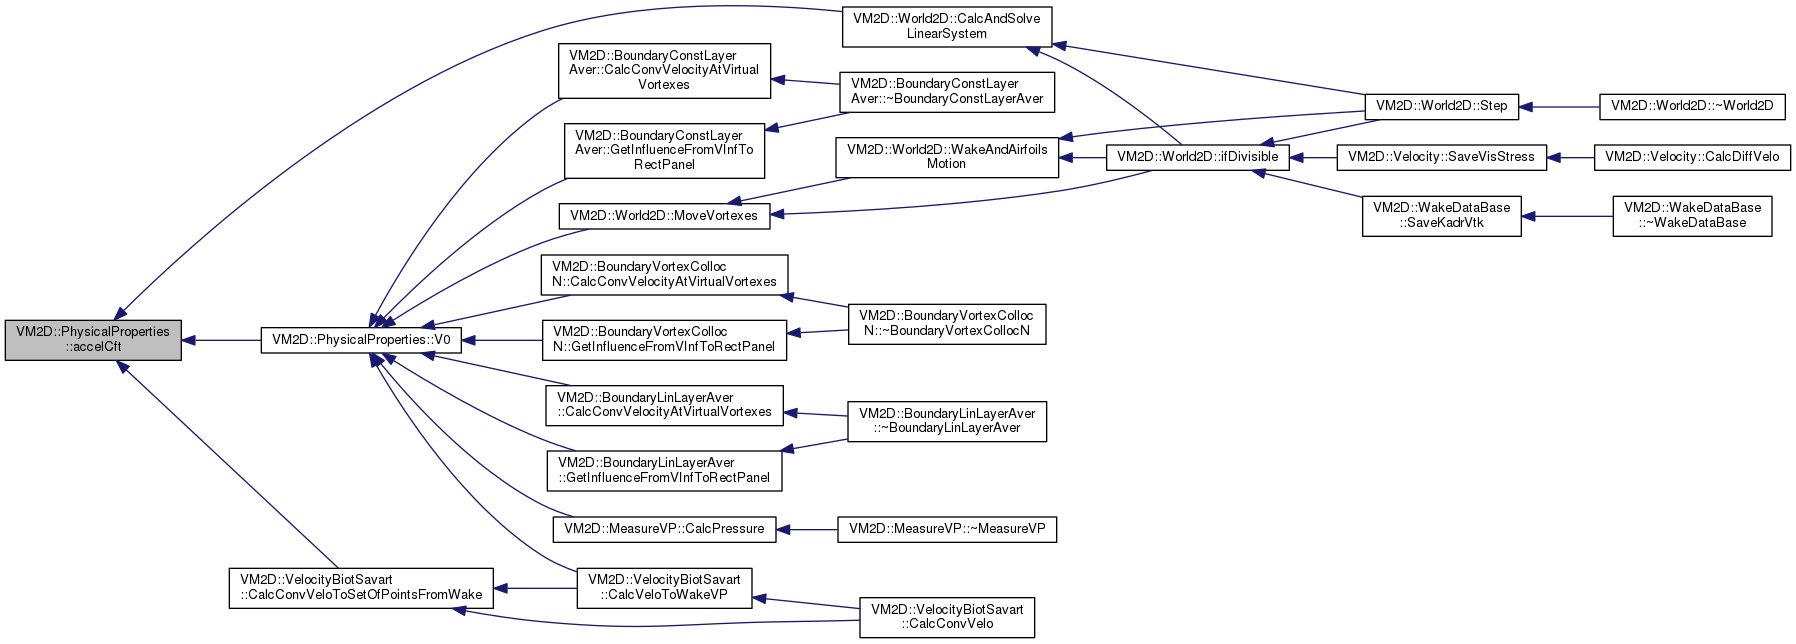 VM2D::PhysicalProperties
::accelCft
VM2D::World2D::CalcAndSolve
LinearSystem
VM2D::PhysicalProperties::V0
VM2D::BoundaryConstLayer
Aver::CalcConvVelocityAtVirtual
Vortexes
VM2D::BoundaryConstLayer
Aver::~BoundaryConstLayerAver
VM2D::BoundaryConstLayer
Aver::GetInfluenceFromVInfTo
RectPanel
VM2D::World2D::MoveVortexes
VM2D::World2D::WakeAndAirfoils
Motion
VM2D::World2D::ifDivisible
VM2D::World2D::Step
VM2D::World2D::~World2D
VM2D::Velocity::SaveVisStress
VM2D::Velocity::CalcDiffVelo
VM2D::WakeDataBase
::SaveKadrVtk
VM2D::WakeDataBase
::~WakeDataBase
VM2D::BoundaryVortexColloc
N::CalcConvVelocityAtVirtualVortexes
VM2D::BoundaryVortexColloc
N::~BoundaryVortexCollocN
VM2D::BoundaryVortexColloc
N::GetInfluenceFromVInfToRectPanel
VM2D::BoundaryLinLayerAver
::CalcConvVelocityAtVirtualVortexes
VM2D::BoundaryLinLayerAver
::~BoundaryLinLayerAver
VM2D::BoundaryLinLayerAver
::GetInfluenceFromVInfToRectPanel
VM2D::MeasureVP::CalcPressure
VM2D::MeasureVP::~MeasureVP
VM2D::VelocityBiotSavart
::CalcConvVeloToSetOfPointsFromWake
VM2D::VelocityBiotSavart
::CalcVeloToWakeVP
VM2D::VelocityBiotSavart
::CalcConvVelo